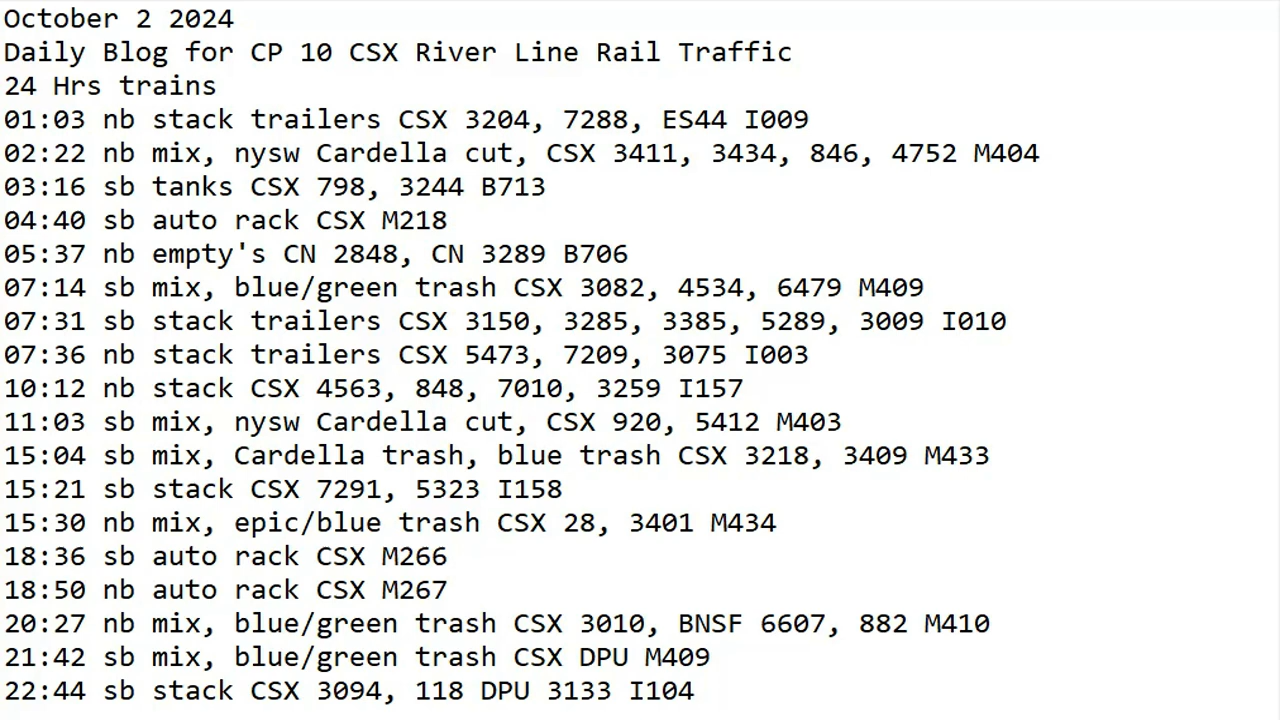 October 2 2024
Daily Blog for CP 10 CSX River Line Rail Traffic
24 Hrs trains
01:03 nb stack trailers CSX 3204, 7288, ES44 I009
02:22 nb mix, nysw Cardella cut, CSX 3411, 3434, 846, 4752 M404
03:16 sb tanks CSX 798, 3244 B713
04:40 sb auto rack CSX M218
05:37 nb empty's CN 2848, CN 3289 B706
07:14 sb mix, blue/green trash CSX 3082, 4534, 6479 M409
07:31 sb stack trailers CSX 3150, 3285, 3385, 5289, 3009 I010
07:36 nb stack trailers CSX 5473, 7209, 3075 I003
10:12 nb stack CSX 4563, 848, 7010, 3259 I157
11:03 sb mix, nysw Cardella cut, CSX 920, 5412 M403
15:04 sb mix, Cardella trash, blue trash CSX 3218, 3409 M433
15:21 sb stack CSX 7291, 5323 I158
15:30 nb mix, epic/blue trash CSX 28, 3401 M434
18:36 sb auto rack CSX M266
18:50 nb auto rack CSX M267
20:27 nb mix, blue/green trash CSX 3010, BNSF 6607, 882 M410
21:42 sb mix, blue/green trash CSX DPU M409
22:44 sb stack CSX 3094, 118 DPU 3133 I104